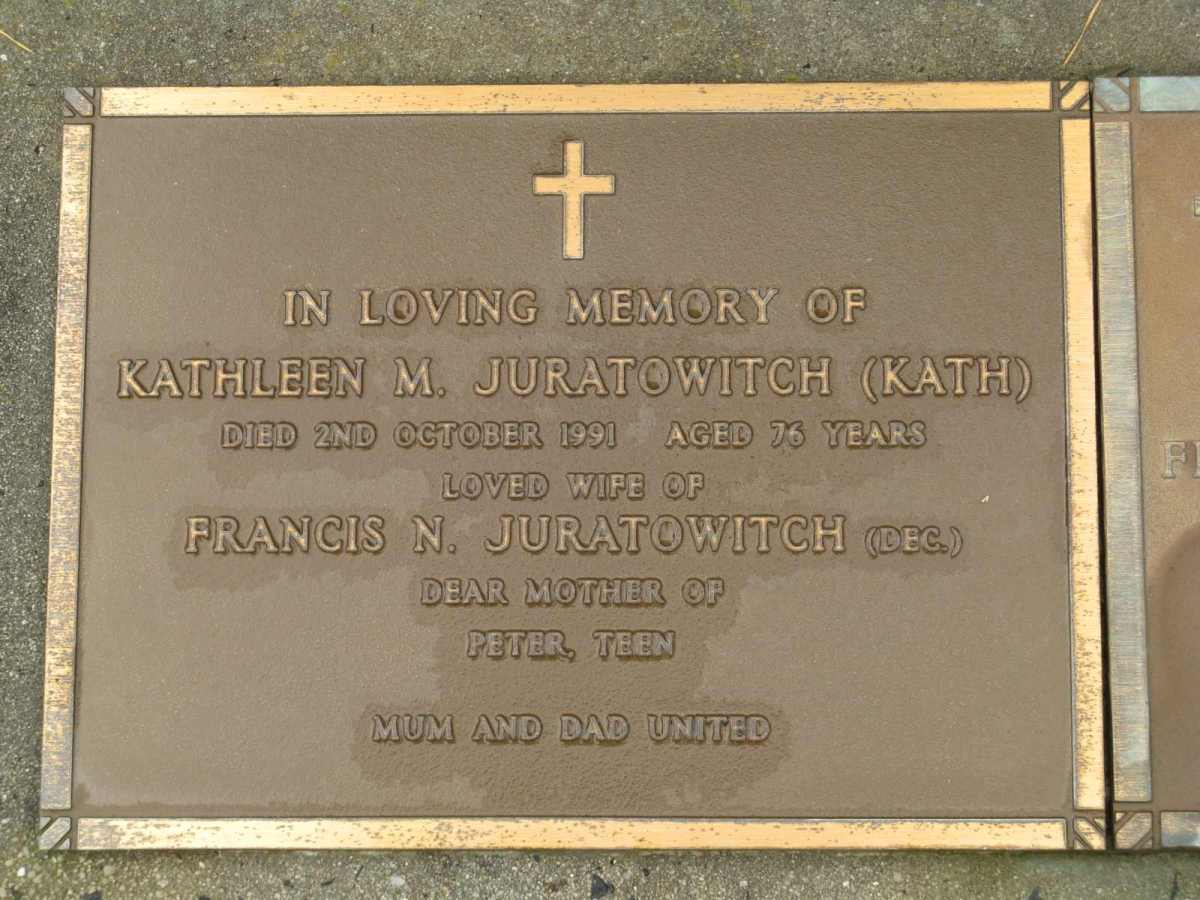 IN LOVING MEMORY OF
KATHLEEN M. JURATOWITCH (KATH)
DIED 2ND OCTOBER 1991 AGED 76 YEARS
LOVED WIFE OF
FRANCIS N. JURATOWITCH (DEC.)
DEAR MOTHER OF
PETER, TEEN
MUM AND DAD UNITED